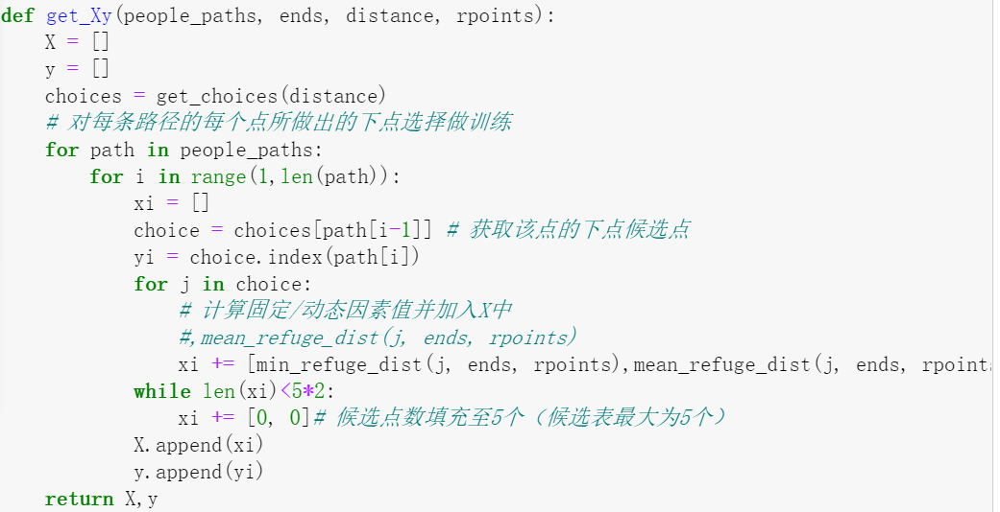 def get_Xy(people_paths, ends, distance, rpoints):
    X = []
    y = []
    choices = get_choices(distance)
    # 对每条路径的每个点所做出的下点选择做训练
    for path in people_paths:
        for i in range(1,len(path)):
            xi = []
            choice = choices[path[i-1]] # 获取该点的下点候选点
            yi = choice.index(path[i])
            for j in choice:
                # 计算固定/动态因素值并加入X中
                #,mean_refuge_dist(j, ends, rpoints)
                xi += [min_refuge_dist(j, ends, rpoints),mean_refuge_dist(j, ends, rpoint
            while len(xi)<5*2:
                xi += [0, 0]# 候选点数填充至5个（候选表最大为5个）
            X.append(xi)
            y.append(yi)
    return X,y